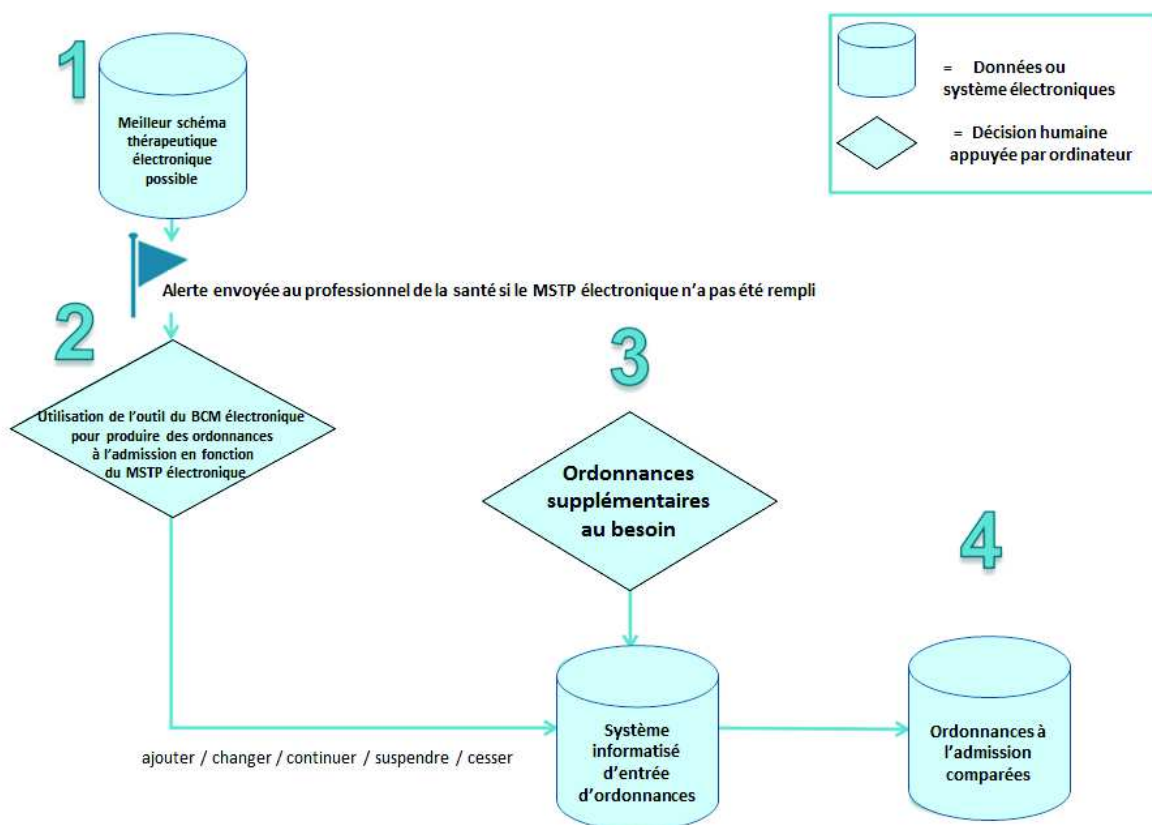 1
Meilleur schéma
thérapeutique
électronique
possible
= Données ou
système électroniques
= Décision humaine
appuyée par ordinateur
Alerte envoyée au professionnel de la santé si le MSTP électronique n'a pas été rempli
2
Utilisation de l'outil du BCM électronique
pour produire des ordonnances
à l'admission en fonction
du MSTP électronique
3
Ordonnances
supplémentaires
au besoin
4
ajouter / changer / continuer / suspendre / cesser
Système
informatisé
d'entrée
d'ordonnances
Ordonnances à
l'admission
comparées